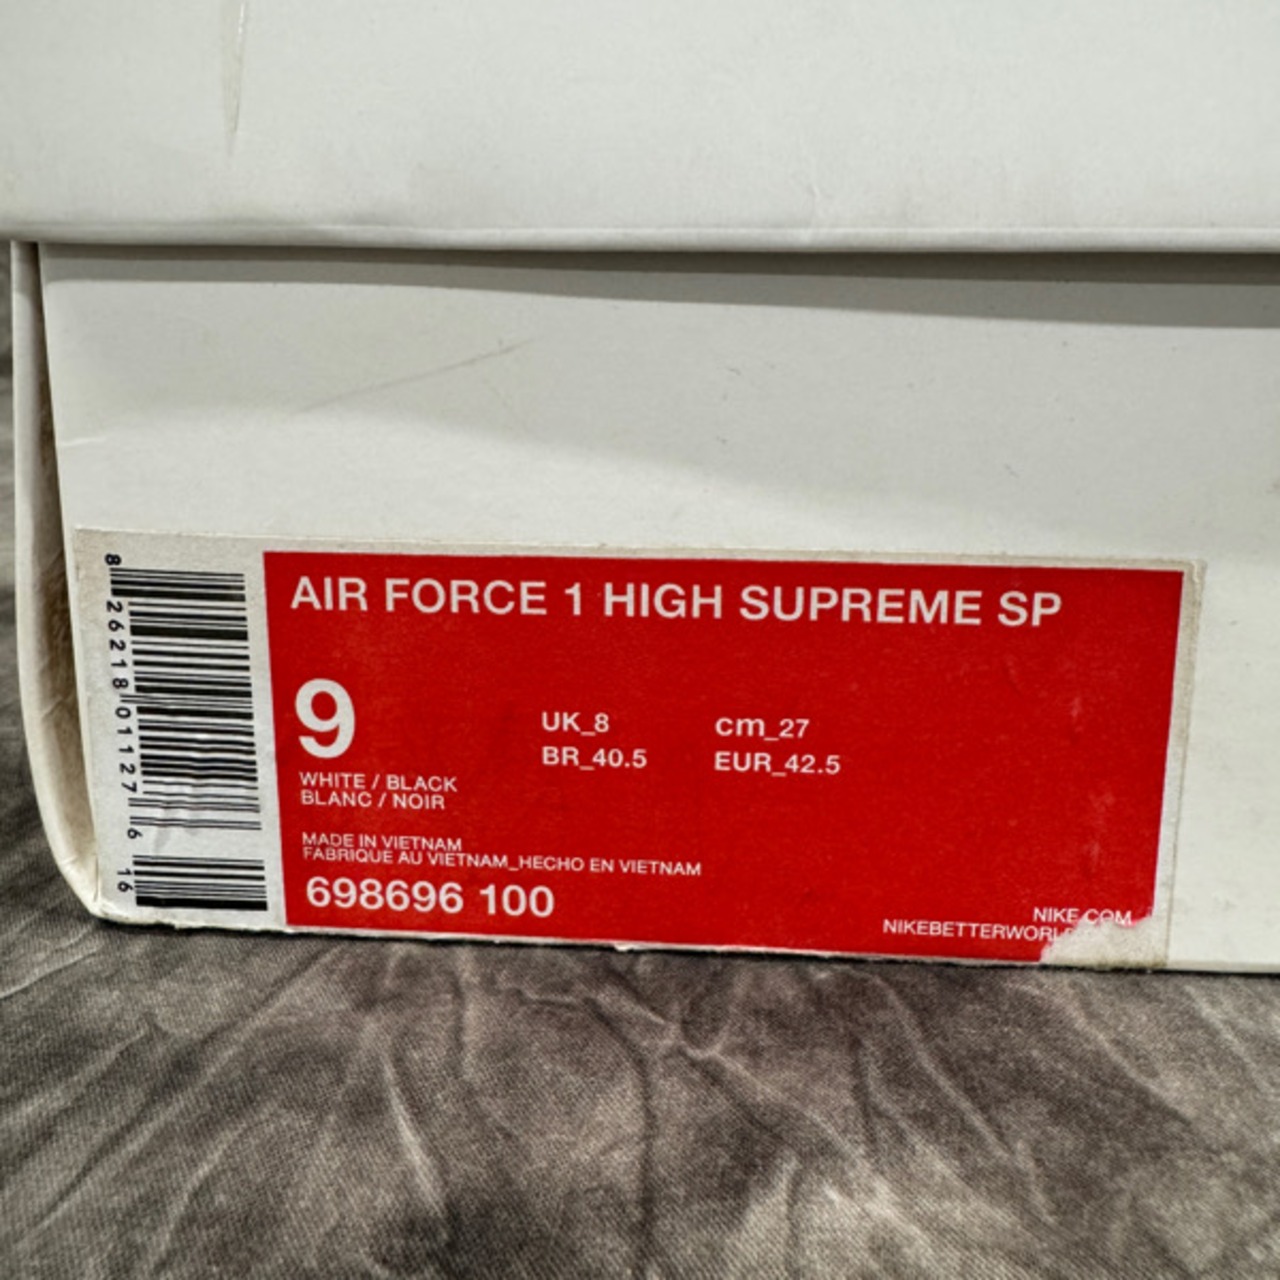 8 26218 01127 6 16
AIR FORCE 1 HIGH SUPREME SP
9
UK_8 cm_27
BR_40.5 EUR_42.5
WHITE / BLACK
BLANC / NOIR
MADE IN VIETNAM
FABRIQUE AU VIETNAM_HECHO EN VIETNAM
698696 100
NIKE.COM